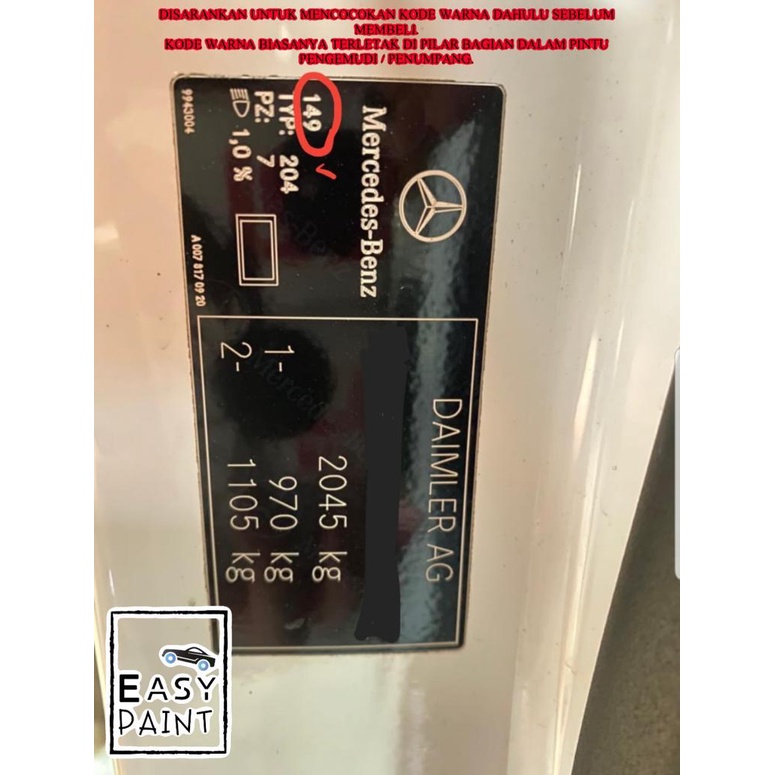 DISARANKAN UNTUK MENCOCOKAN KODE WARNA DAHULU SEBELUM
MEMBELI.
KODE WARNA BIASANYA TERLETAK DI PILAR BAGIAN DALAM PINTU
PENGEMUDI / PENUMPANG.
Mercedes-Benz
149
TYP: 204
PZ: 7
1,0 %
9943004
A 007 817 09 20
DAIMLER AG
2045 kg
1- 970 kg
2- 1105 kg
EASY
PAINT